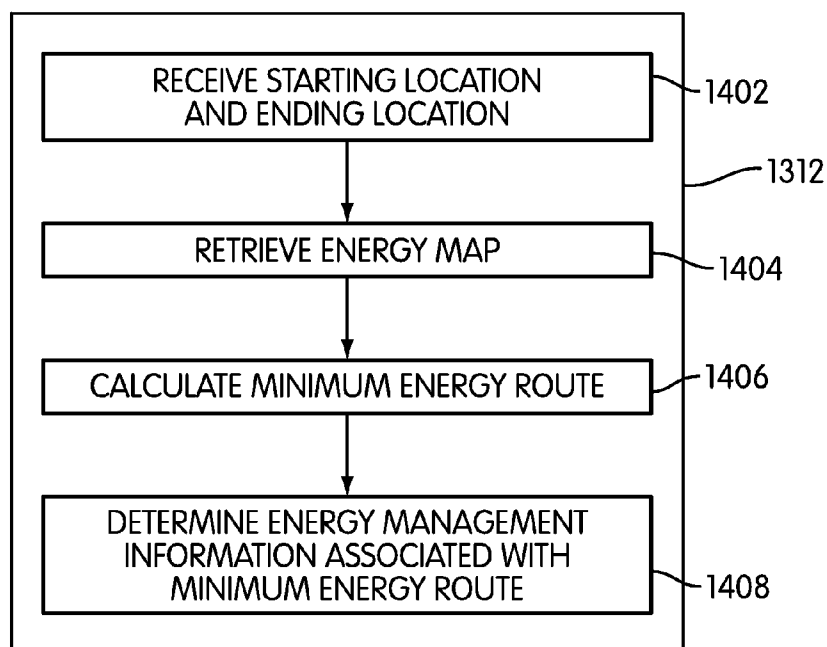 RECEIVE STARTING LOCATION
AND ENDING LOCATION
1402
1312
RETRIEVE ENERGY MAP
1404
CALCULATE MINIMUM ENERGY ROUTE
1406
DETERMINE ENERGY MANAGEMENT
INFORMATION ASSOCIATED WITH
MINIMUM ENERGY ROUTE
1408